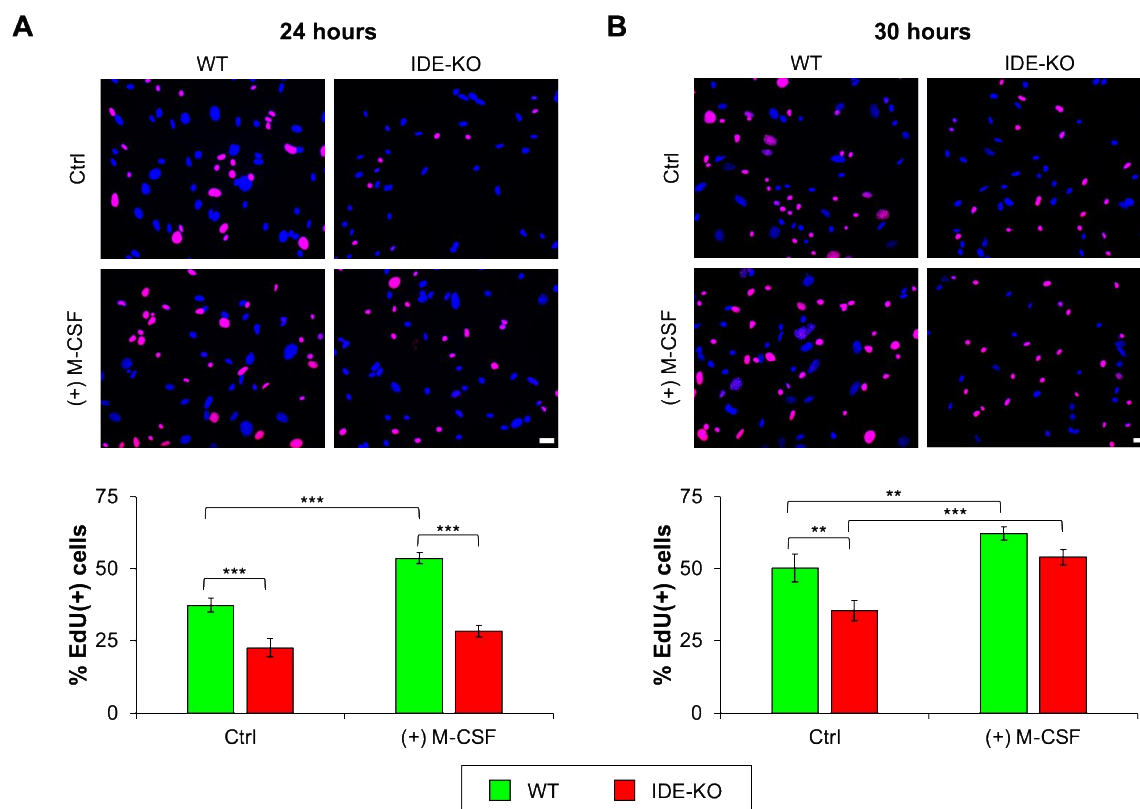 A
24 hours
WT
IDE-KO
Ctrl
(+) M-CSF
75
50
25
0
% EdU(+) cells
***
***
***
Ctrl
(+) M-CSF
B
30 hours
WT
IDE-KO
Ctrl
(+) M-CSF
75
50
25
0
% EdU(+) cells
**
***
**
Ctrl
(+) M-CSF
WT
IDE-KO